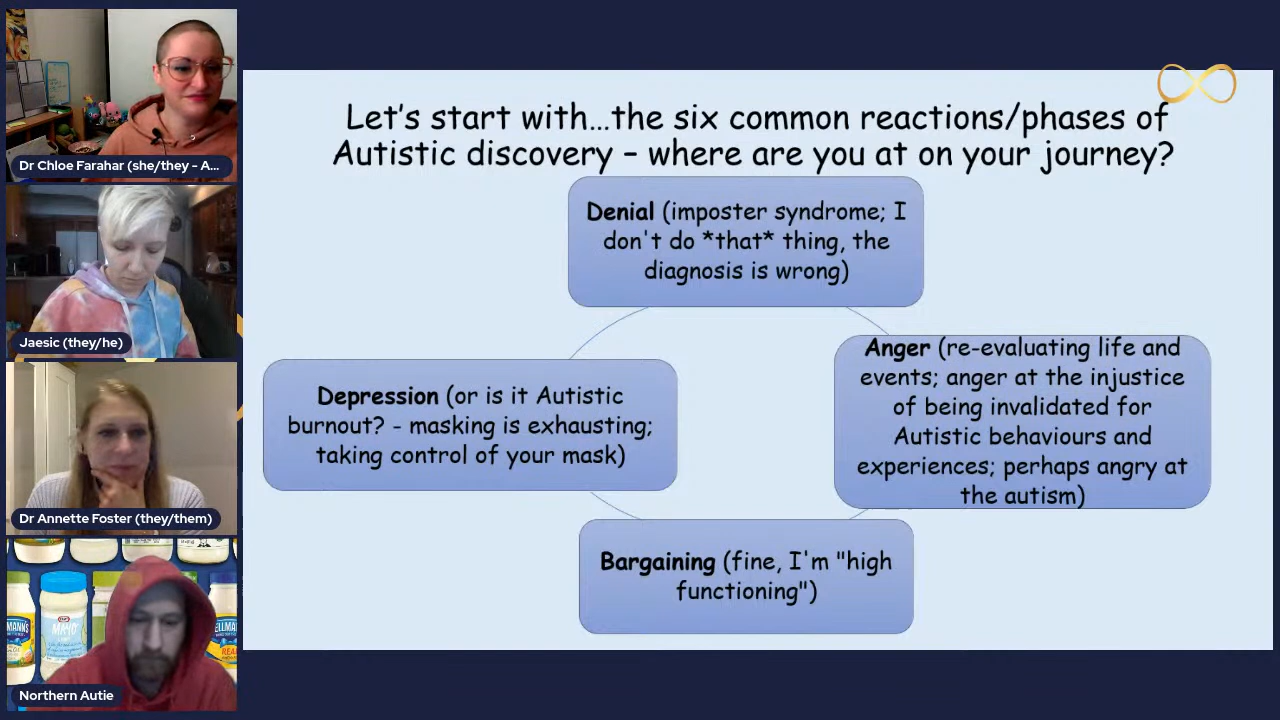 Let's start with…the six common reactions/phases of
Autistic discovery – where are you at on your journey?
Denial (imposter syndrome; I
don't do *that* thing, the
diagnosis is wrong)
Anger (re-evaluating life and
events; anger at the injustice
of being invalidated for
Autistic behaviours and
experiences; perhaps angry at
the autism)
Depression (or is it Autistic
burnout? - masking is exhausting;
taking control of your mask)
Bargaining (fine, I'm "high
functioning")
Dr Chloe Farahar (she/they - A...
Jaesic (they/he)
Dr Annette Foster (they/them)
MANN'S
MAYO
Northern Autie